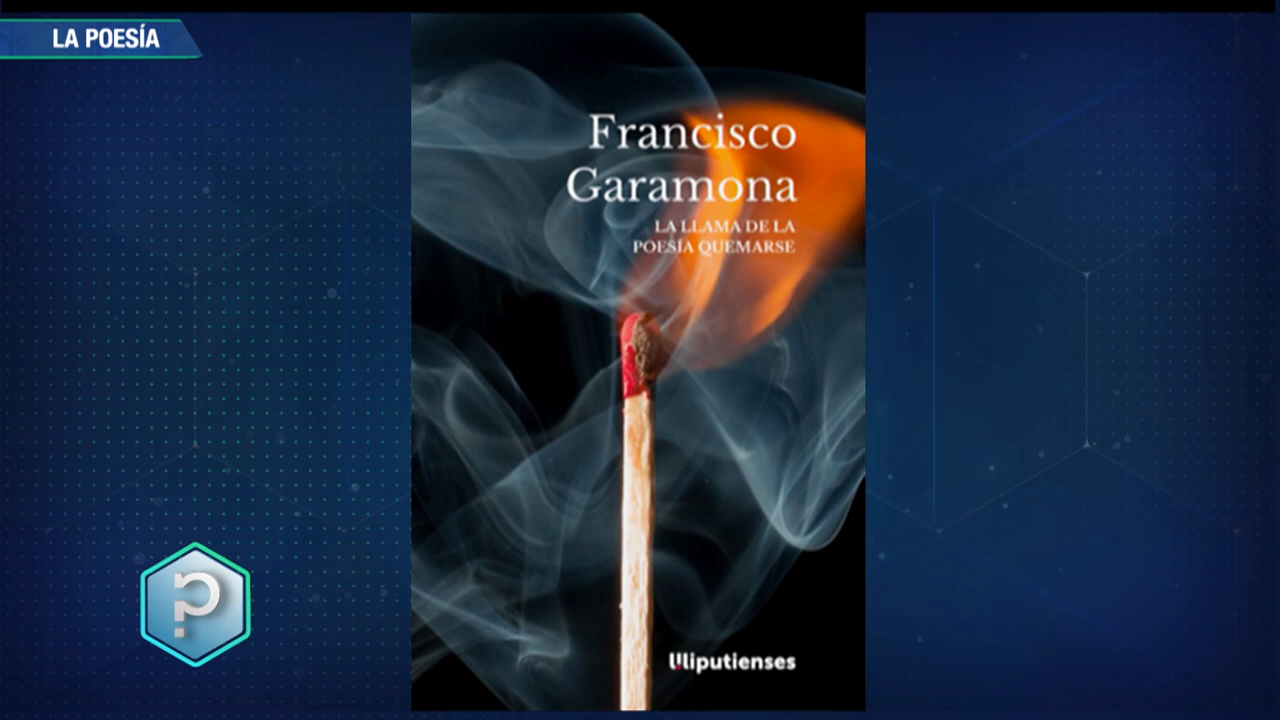 LA POESÍA
Francisco
Garamona
LA LLAMA DE LA
POESÍA QUEMARSE
liliputienses